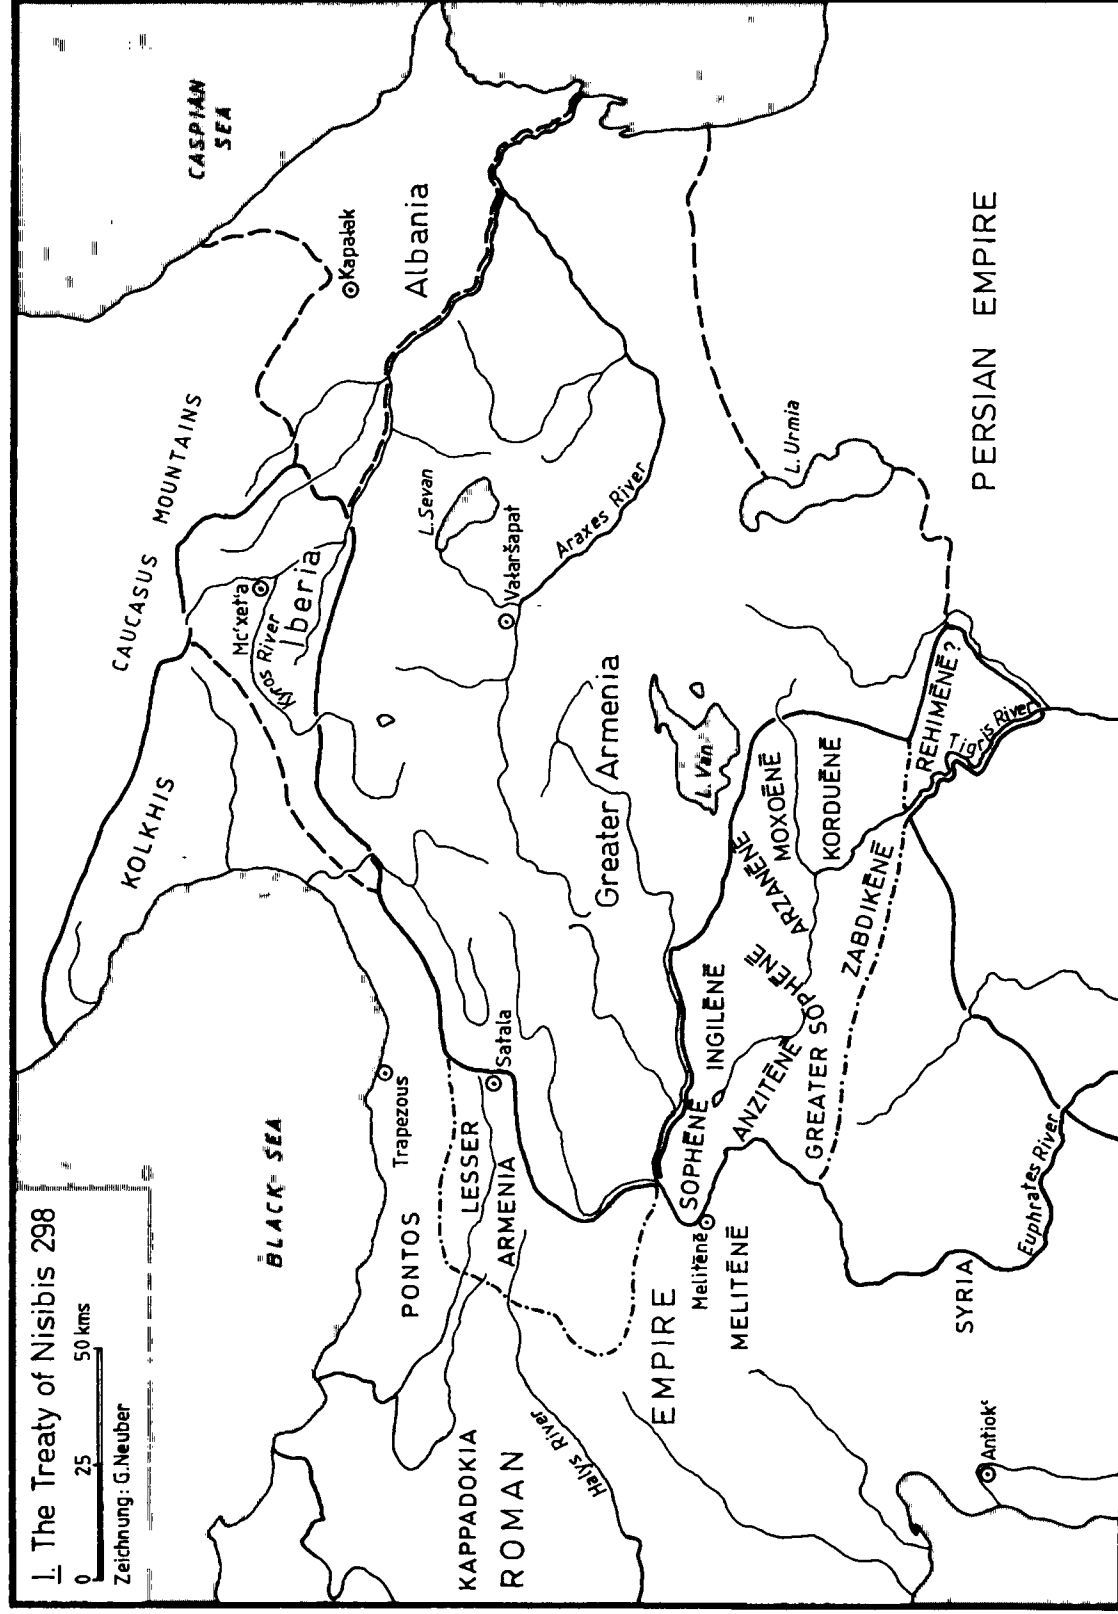 I. The Treaty of Nisibis 298
0 25 50 kms
Zeichnung: G.Neuber
BLACK SEA
CASPIAN
SEA
CAUCASUS MOUNTAINS
KOLKHIS
Mc'xet'a
Kyros River
Iberia
Kapałak
Albania
Trapezous
PONTOS
LESSER
ARMENIA
Satala
L.Sevan
Vałaršapat
Araxes River
Greater Armenia
KAPPADOKIA
ROMAN
EMPIRE
Halys River
Melitēnē
MELITĒNĒ
SOPHĒNĒ
INGILĒNĒ
ANZITĒNĒ
GREATER SOPHĒNĒ
SOPHĒNĒ
ARZANĒNĒ
MOXOĒNĒ
KORDUĒNĒ
ZABDIKĒNĒ
REHIMĒNĒ?
Tigris River
L.Van
L.Urmia
PERSIAN EMPIRE
SYRIA
Euphrates River
Antiokʿ